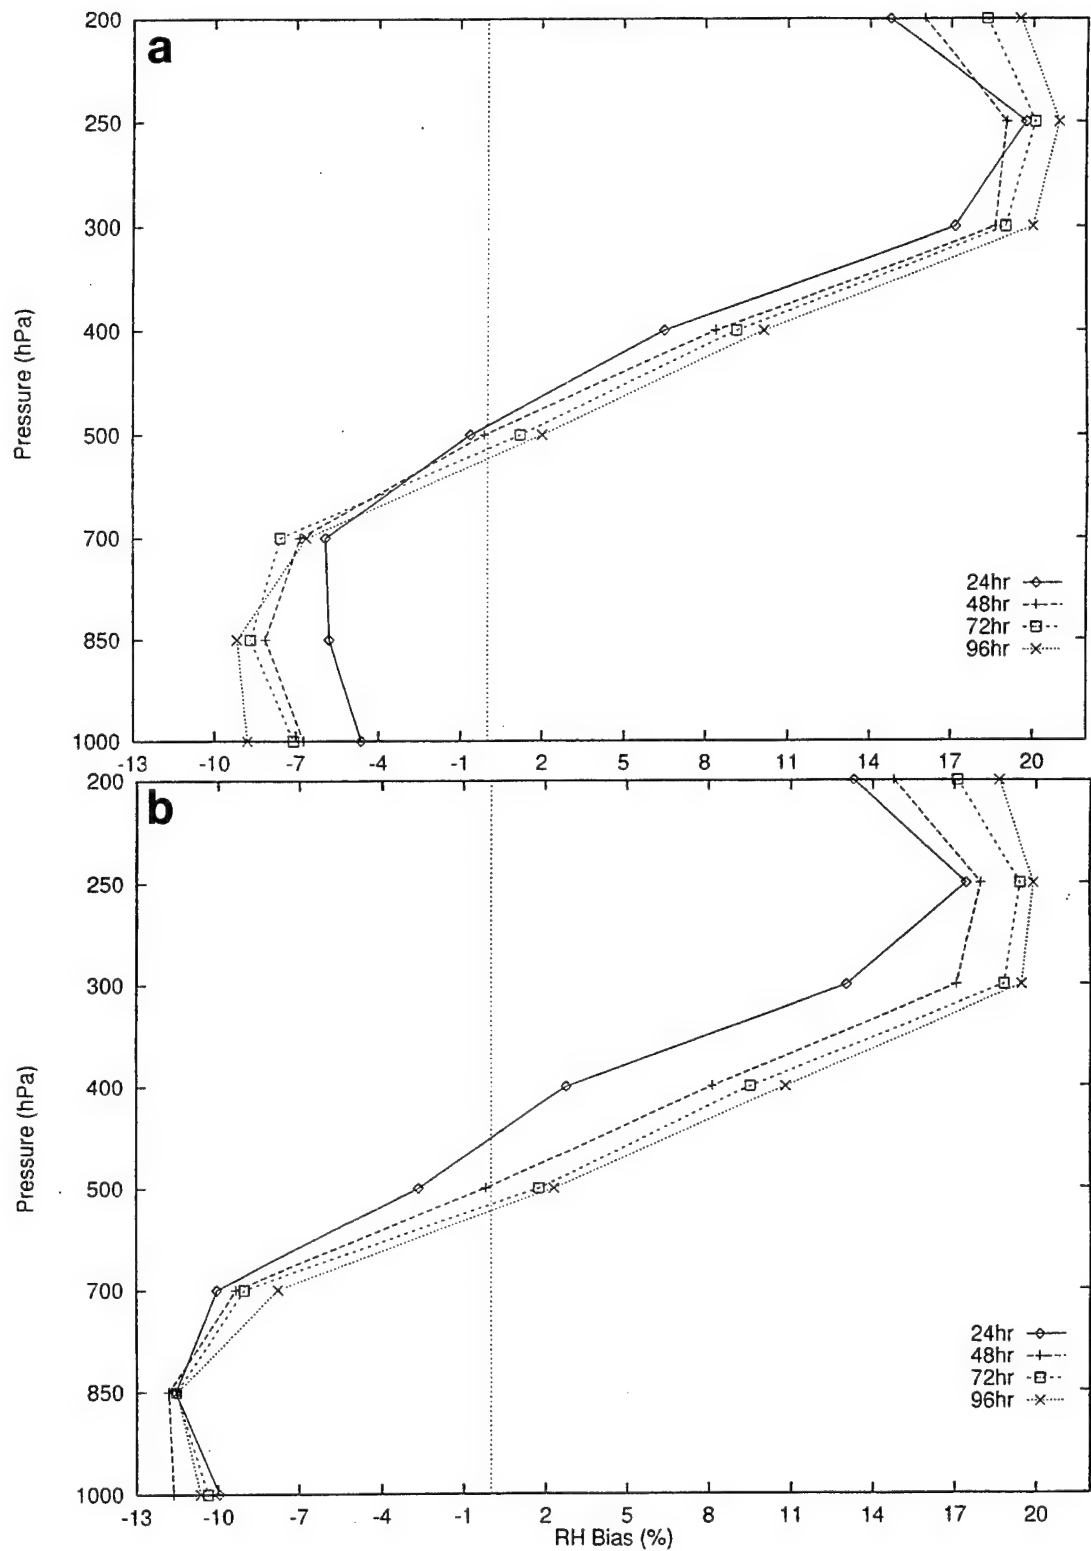 a
200
250
300
400
500
700
850
1000
Pressure (hPa)
24hr
48hr
72hr
96hr
-13 -10 -7 -4 -1 2 5 8 11 14 17 20
b
200
250
300
400
500
700
850
1000
Pressure (hPa)
24hr
48hr
72hr
96hr
-13 -10 -7 -4 -1 2 5 8 11 14 17 20
RH Bias (%)